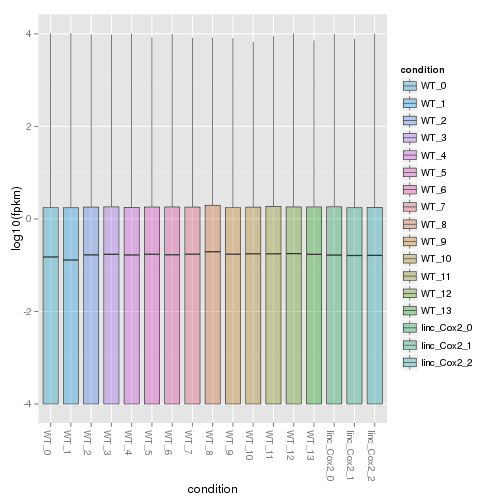 4
2
0
-2
-4
log10(fpkm)
WT_0
WT_1
WT_2
WT_3
WT_4
WT_5
WT_6
WT_7
WT_8
WT_9
WT_10
WT_11
WT_12
WT_13
linc_Cox2_0
linc_Cox2_1
linc_Cox2_2
condition
condition
WT_0
WT_1
WT_2
WT_3
WT_4
WT_5
WT_6
WT_7
WT_8
WT_9
WT_10
WT_11
WT_12
WT_13
linc_Cox2_0
linc_Cox2_1
linc_Cox2_2